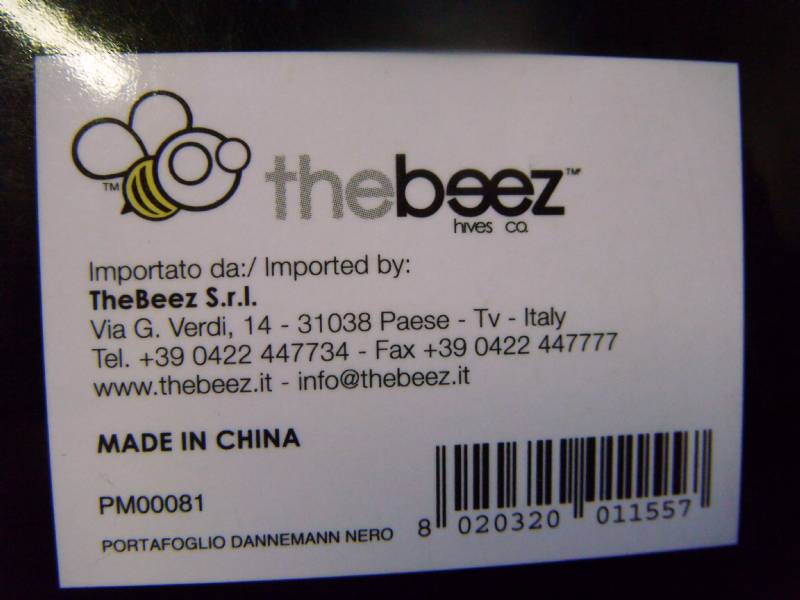 thebeez™
hives co.
TM
Importato da:/ Imported by:
TheBeez S.r.l.
Via G. Verdi, 14 - 31038 Paese - Tv - Italy
Tel. +39 0422 447734 - Fax +39 0422 447777
www.thebeez.it - info@thebeez.it
MADE IN CHINA
PM00081
PORTAFOGLIO DANNEMANN NERO
8 020320 011557